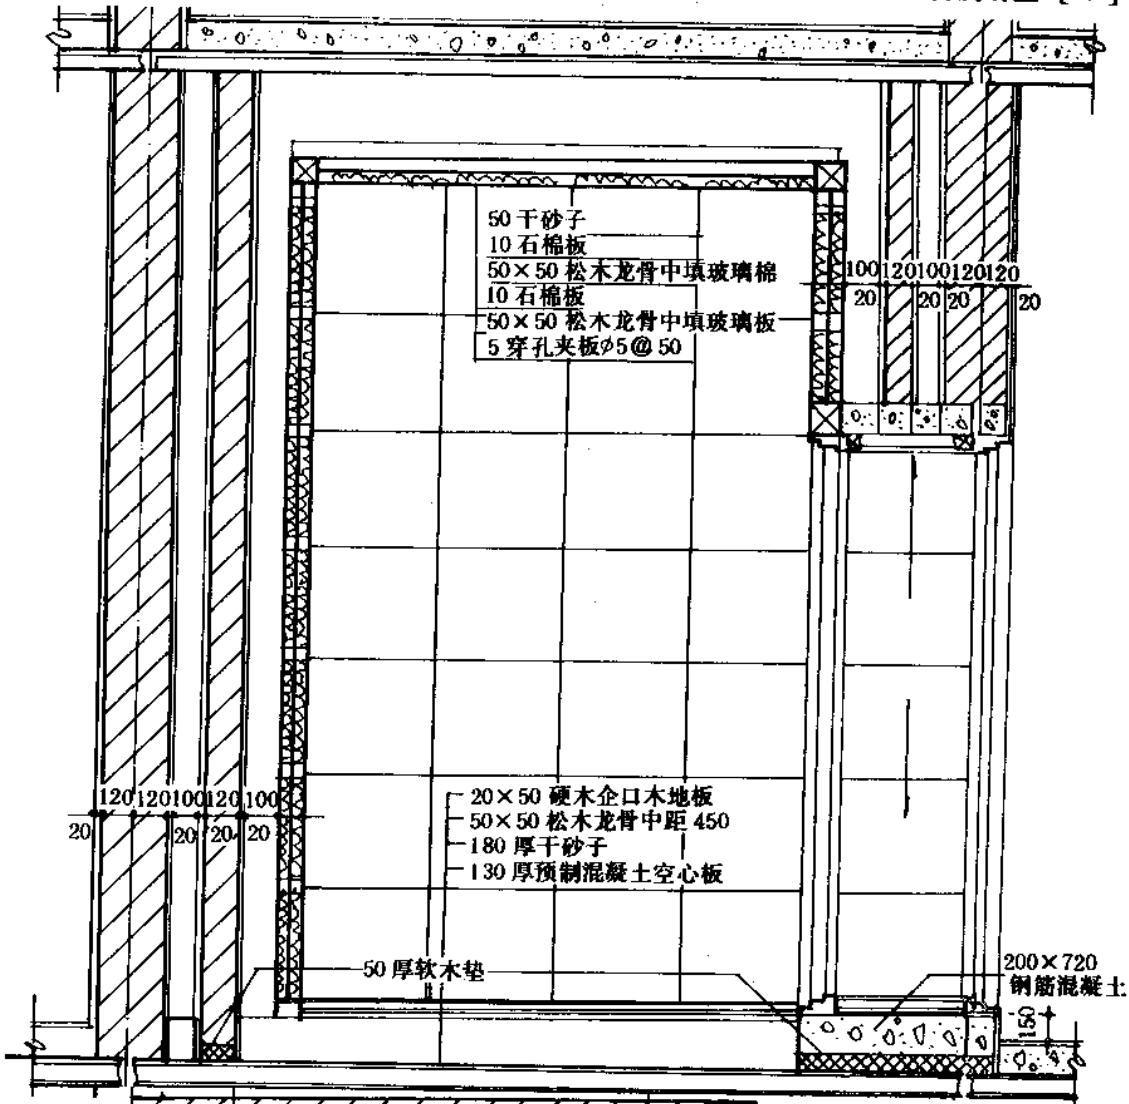 50 干砂子
10 石棉板
50×50 松木龙骨中填玻璃棉
10 石棉板
50×50 松木龙骨中填玻璃板
5 穿孔夹板∅5@50
100 120 100 120 120
20 20 20 20
120 120 100 120 100
20 20 20 20
20×50 硬木企口木地板
50×50 松木龙骨中距 450
180 厚干砂子
130 厚预制混凝土空心板
50 厚软木垫
200×720
钢筋混凝土
150